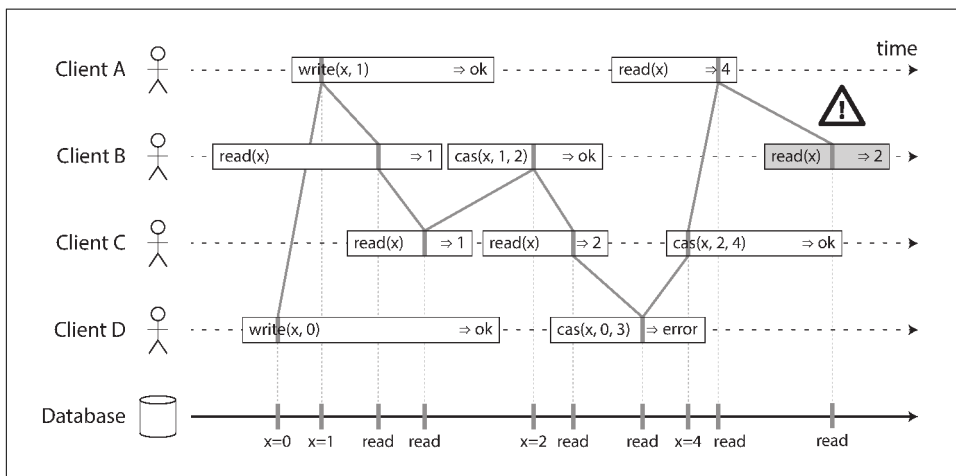 time
Client A write(x, 1) ⇒ ok read(x) ⇒ 4
!
Client B read(x) ⇒ 1 cas(x, 1, 2) ⇒ ok read(x) ⇒ 2
Client C read(x) ⇒ 1 read(x) ⇒ 2 cas(x, 2, 4) ⇒ ok
Client D write(x, 0) ⇒ ok cas(x, 0, 3) ⇒ error
Database
x=0 x=1 read read x=2 read read x=4 read read